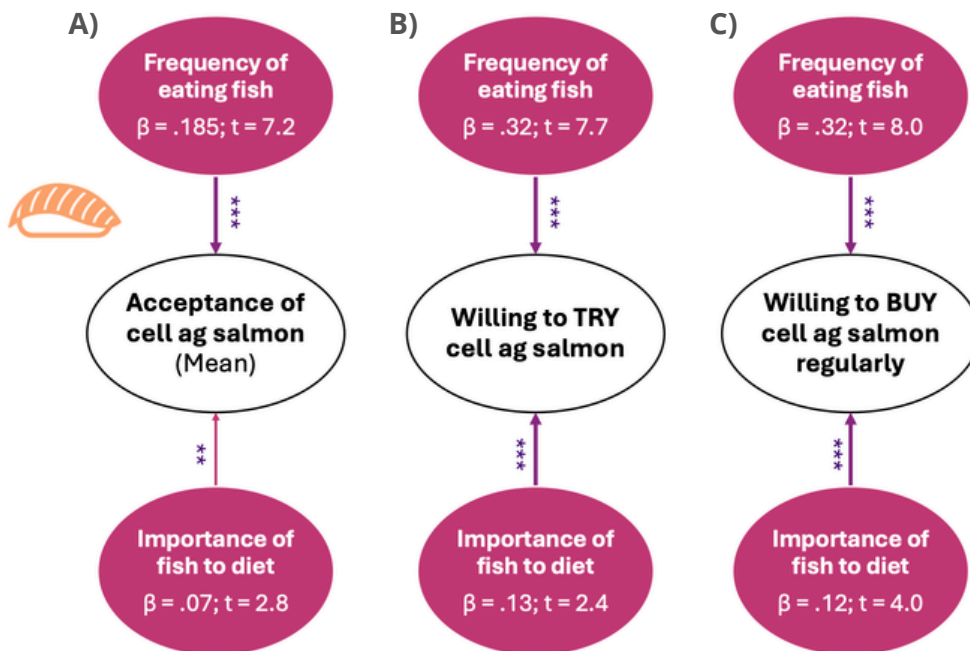 A)
Frequency of
eating fish
β = .185; t = 7.2
***
Acceptance of
cell ag salmon
(Mean)
**
Importance of
fish to diet
β = .07; t = 2.8
B)
Frequency of
eating fish
β = .32; t = 7.7
***
Willing to TRY
cell ag salmon
***
Importance of
fish to diet
β = .13; t = 2.4
C)
Frequency of
eating fish
β = .32; t = 8.0
***
Willing to BUY
cell ag salmon
regularly
***
Importance of
fish to diet
β = .12; t = 4.0